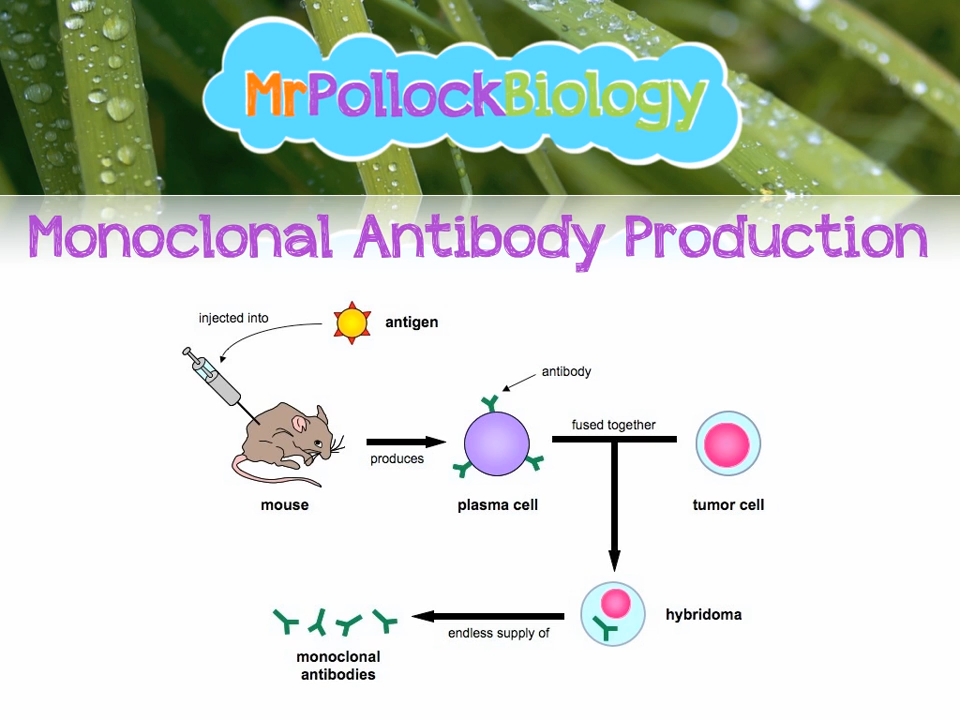 MrPollockBiology
Monoclonal Antibody Production
injected into
antigen
antibody
fused together
produces
mouse
plasma cell
tumor cell
hybridoma
endless supply of
monoclonal
antibodies